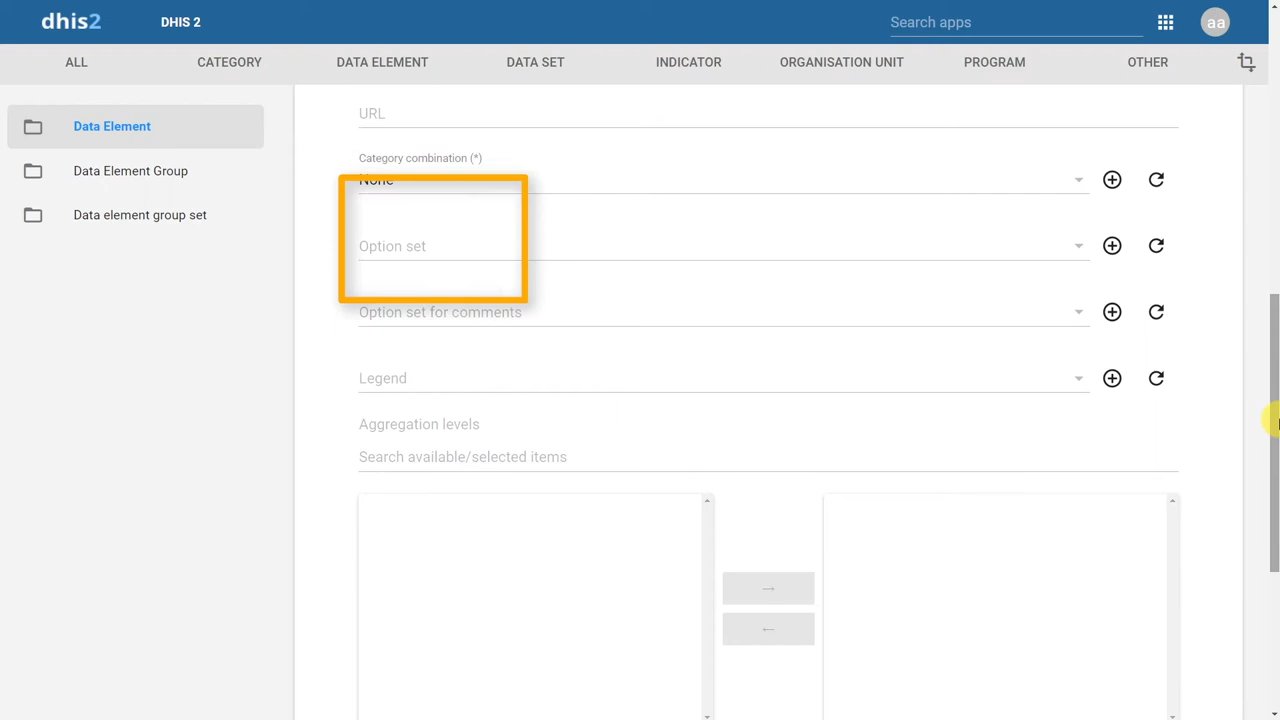 dhis2 DHIS 2 Search apps aa
ALL CATEGORY DATA ELEMENT DATA SET INDICATOR ORGANISATION UNIT PROGRAM OTHER
Data Element
Data Element Group
Data element group set
URL
Category combination (*)
None
Option set
Option set for comments
Legend
Aggregation levels
Search available/selected items
→
←